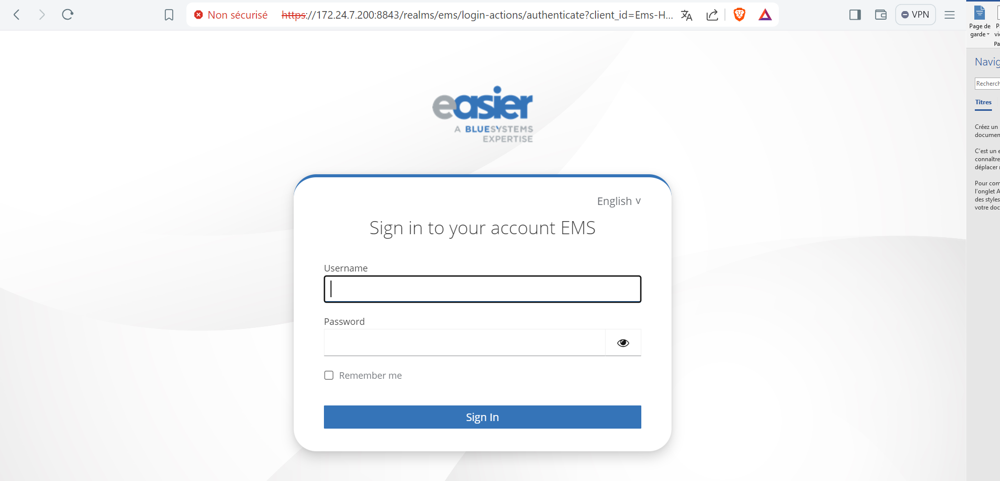 Non sécurisé https://172.24.7.200:8843/realms/ems/login-actions/authenticate?client_id=Ems-H...
VPN
Page de
garde
Pa
Navig
Recherch
Titres
Créez un
documen
C'est un e
connaître
déplacer
Pour com
l'onglet A
des styles
votre doc
easier
A BLUESYSTEMS
EXPERTISE
English v
Sign in to your account EMS
Username
Password
Remember me
Sign In